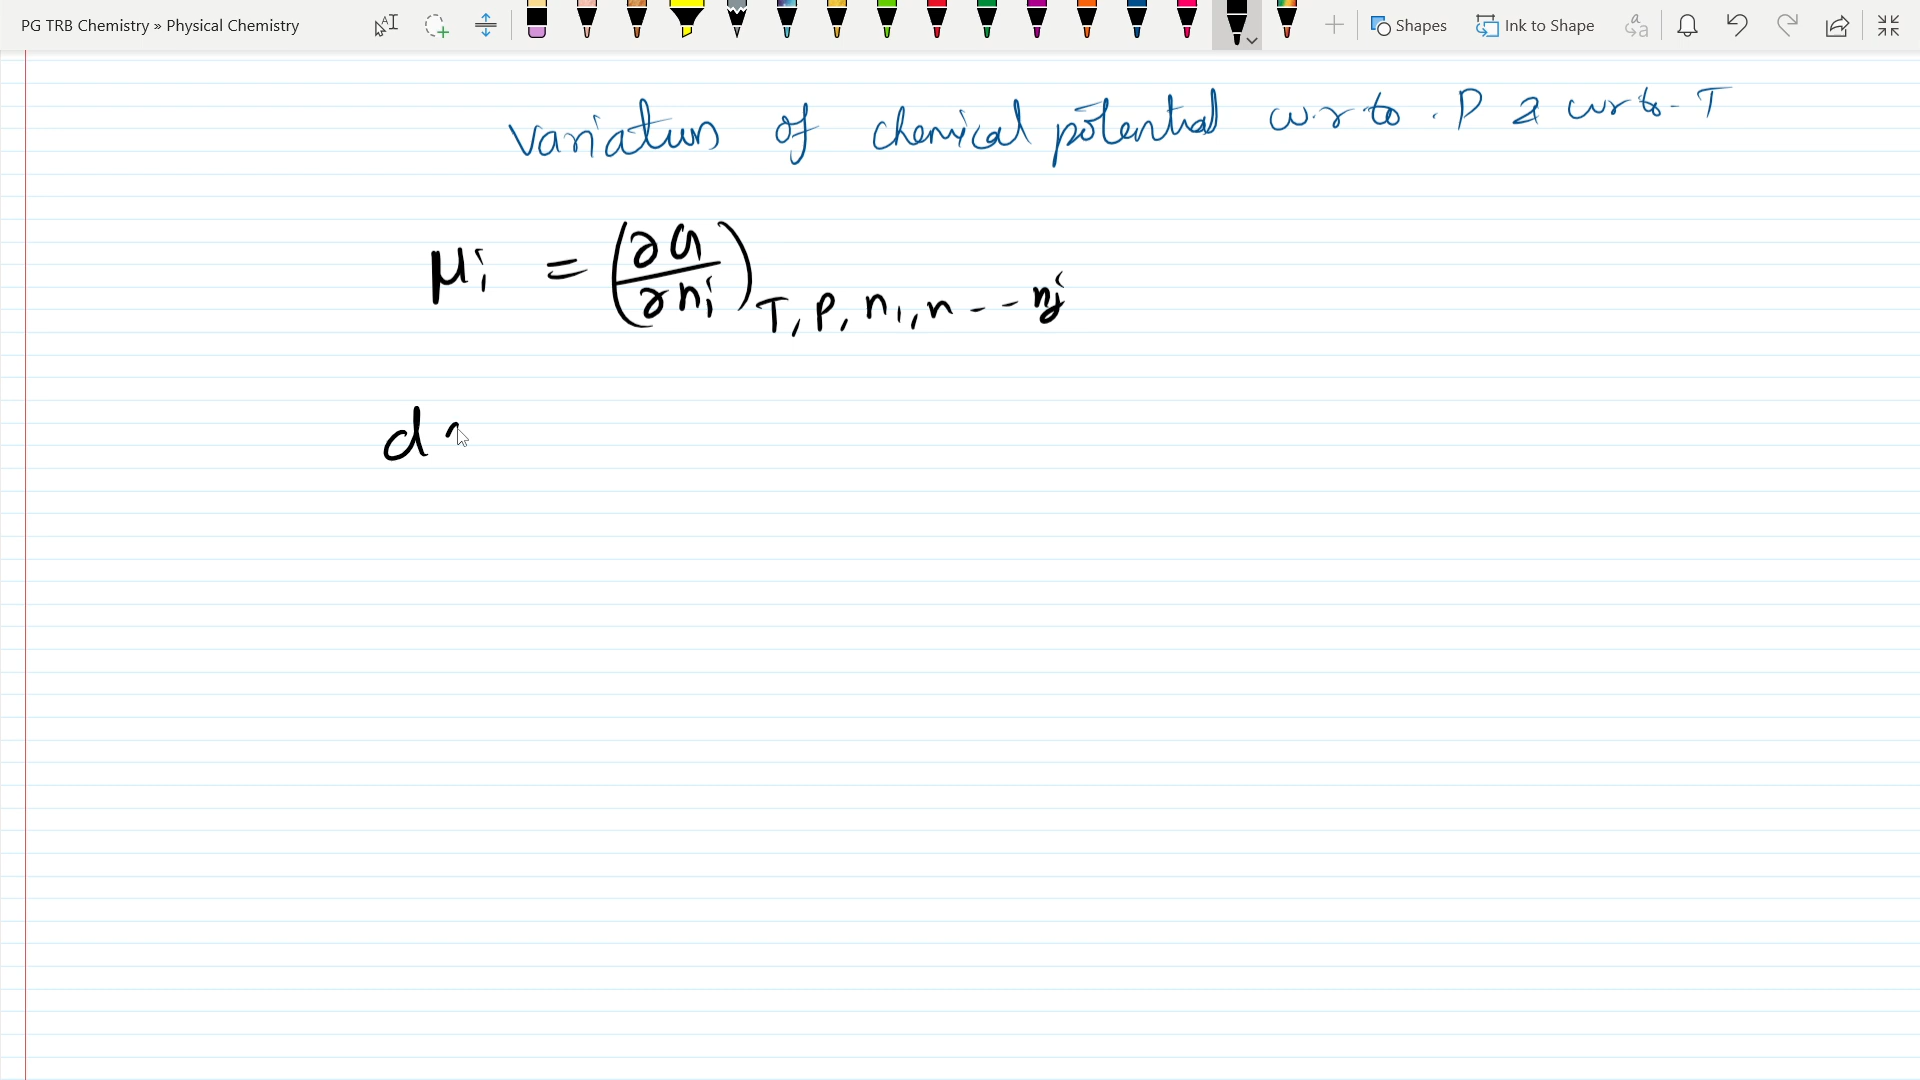 PG TRB Chemistry » Physical Chemistry Shapes Ink to Shape
Variation of chemical potential w.r to. P & w r to. T
μi = (∂G/∂ni) T, P, n1, n - - nj
d